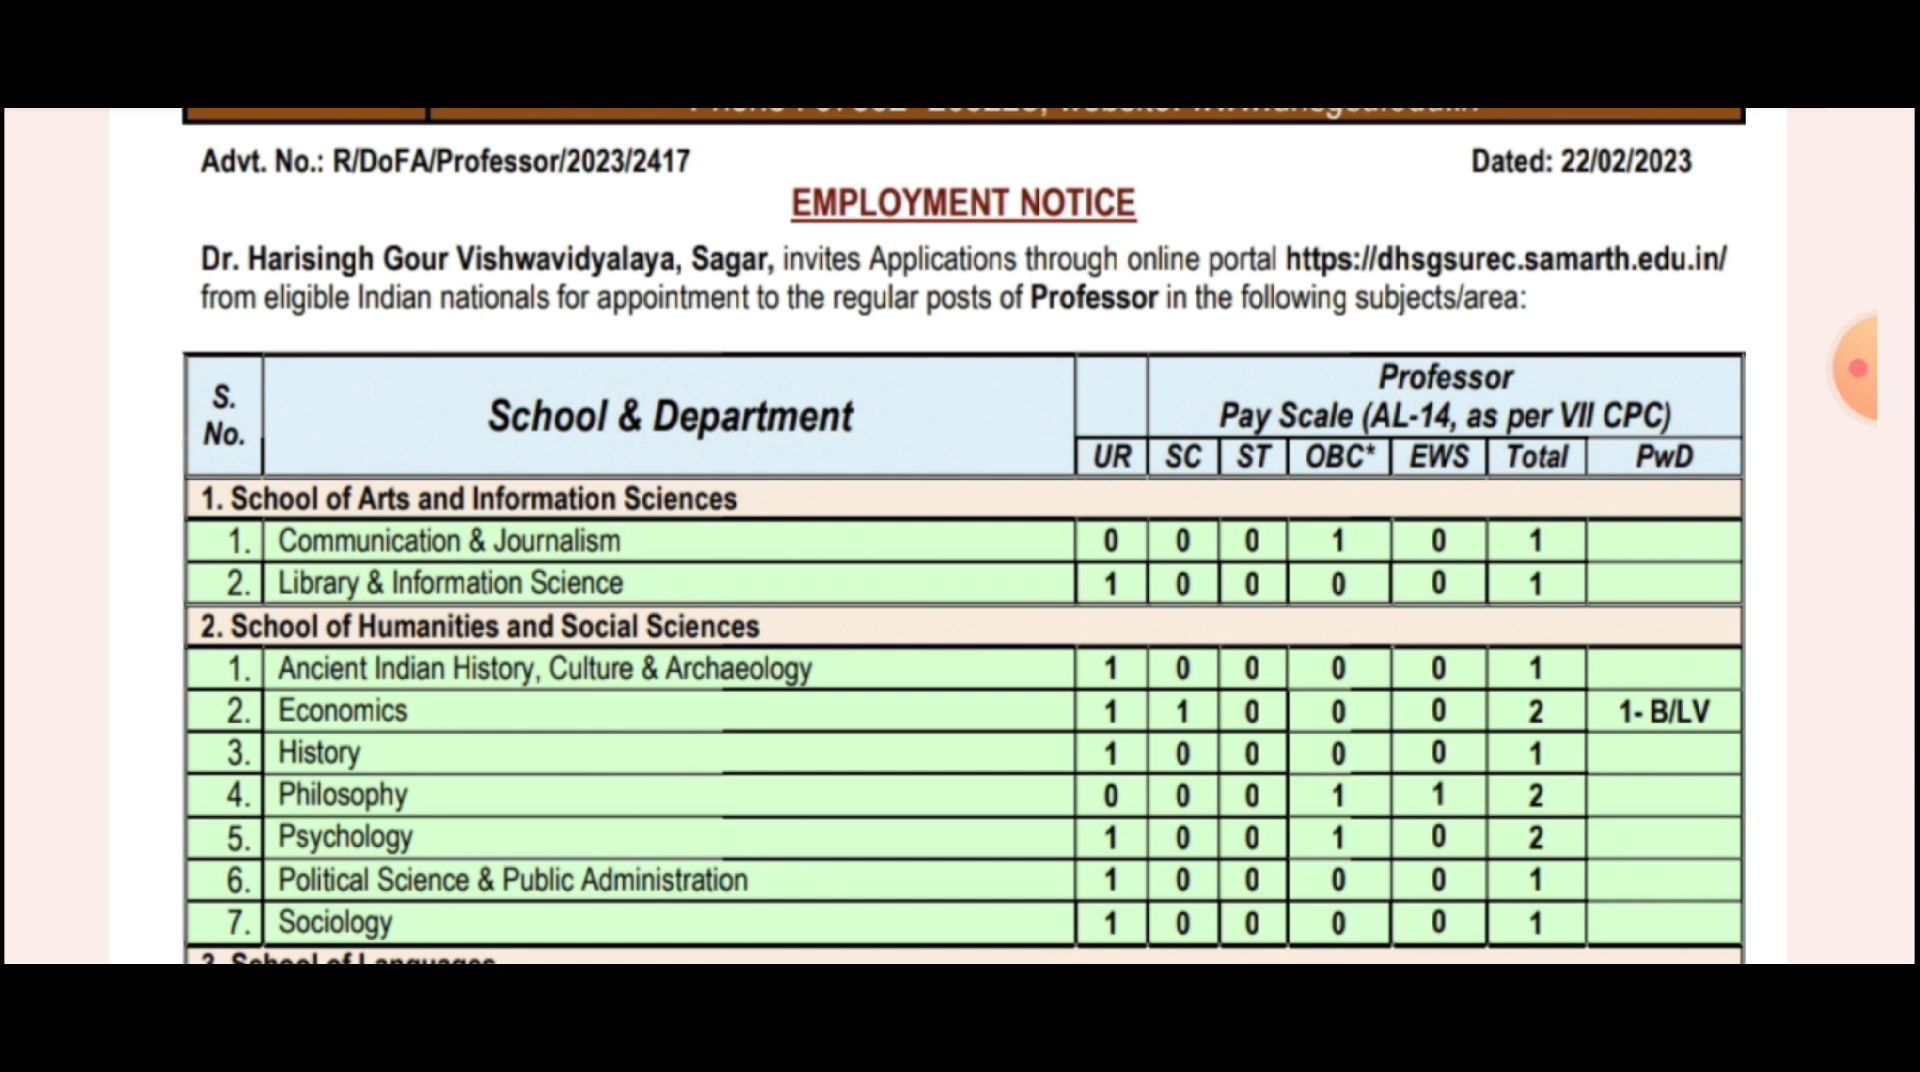 Advt. No.: R/DoFA/Professor/2023/2417 Dated: 22/02/2023
EMPLOYMENT NOTICE
Dr. Harisingh Gour Vishwavidyalaya, Sagar, invites Applications through online portal https://dhsgsurec.samarth.edu.in/
from eligible Indian nationals for appointment to the regular posts of Professor in the following subjects/area:
S. No. School & Department Professor
Pay Scale (AL-14, as per VII CPC)
UR SC ST OBC* EWS Total PwD
1. School of Arts and Information Sciences
1. Communication & Journalism 0 0 0 1 0 1
2. Library & Information Science 1 0 0 0 0 1
2. School of Humanities and Social Sciences
1. Ancient Indian History, Culture & Archaeology 1 0 0 0 0 1
2. Economics 1 1 0 0 0 2 1- B/LV
3. History 1 0 0 0 0 1
4. Philosophy 0 0 0 1 1 2
5. Psychology 1 0 0 1 0 2
6. Political Science & Public Administration 1 0 0 0 0 1
7. Sociology 1 0 0 0 0 1
3. School of Languages